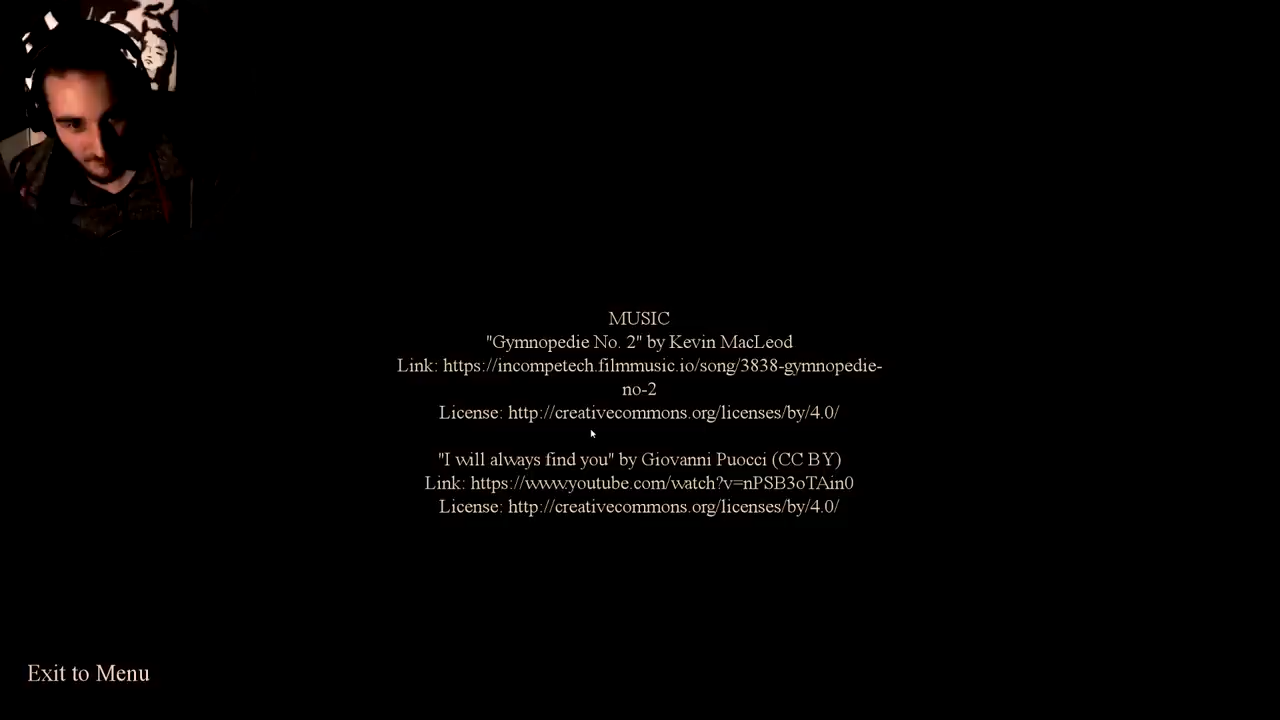 MUSIC
"Gymnopedie No. 2" by Kevin MacLeod
Link: https://incompetech.filmmusic.io/song/3838-gymnopedie-
no-2
License: http://creativecommons.org/licenses/by/4.0/
"I will always find you" by Giovanni Puocci (CC BY)
Link: https://www.youtube.com/watch?v=nPSB3oTAin0
License: http://creativecommons.org/licenses/by/4.0/
Exit to Menu